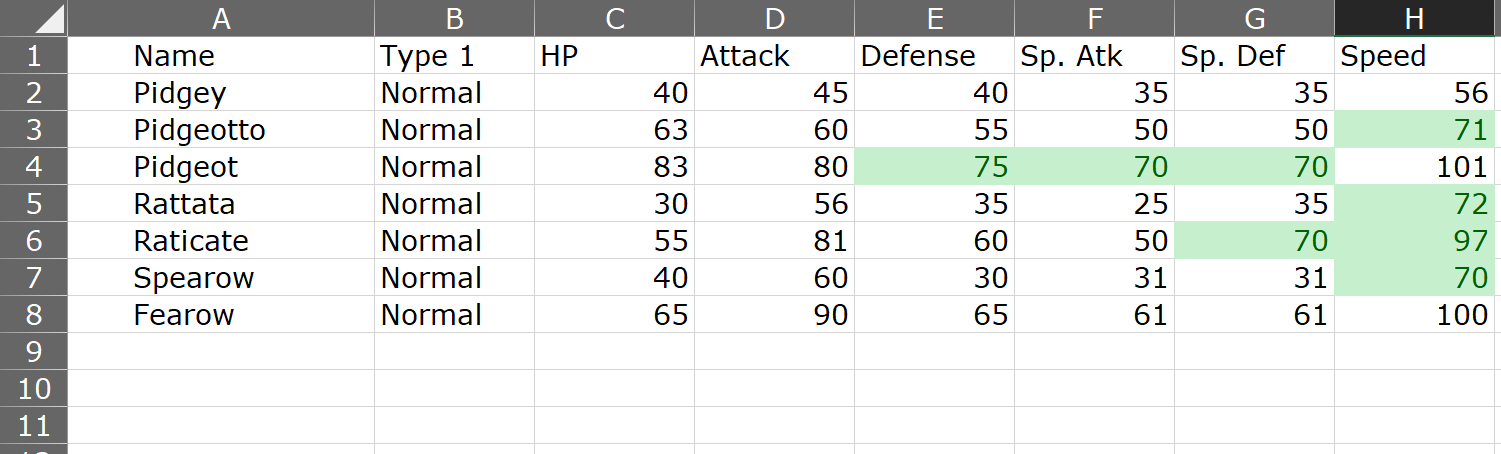 A B C D E F G H
1 Name Type 1 HP Attack Defense Sp. Atk Sp. Def Speed
2 Pidgey Normal 40 45 40 35 35 56
3 Pidgeotto Normal 63 60 55 50 50 71
4 Pidgeot Normal 83 80 75 70 70 101
5 Rattata Normal 30 56 35 25 35 72
6 Raticate Normal 55 81 60 50 70 97
7 Spearow Normal 40 60 30 31 31 70
8 Fearow Normal 65 90 65 61 61 100
9
10
11